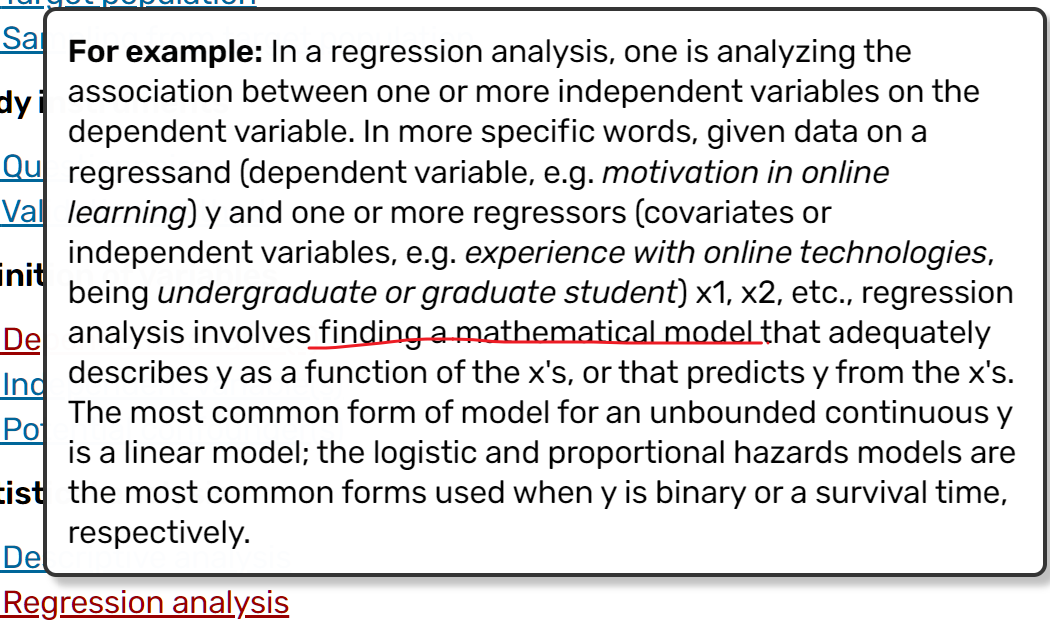 Target population
Sa
For example: In a regression analysis, one is analyzing the
dy i
association between one or more independent variables on the
dependent variable. In more specific words, given data on a
Qu
regressand (dependent variable, e.g. motivation in online
Val
learning) y and one or more regressors (covariates or
independent variables, e.g. experience with online technologies,
init
being undergraduate or graduate student) x1, x2, etc., regression
De
analysis involves finding a mathematical model that adequately
Ind
describes y as a function of the x's, or that predicts y from the x's.
The most common form of model for an unbounded continuous y
Po
is a linear model; the logistic and proportional hazards models are
tist
the most common forms used when y is binary or a survival time,
respectively.
Descriptive analysis
Regression analysis